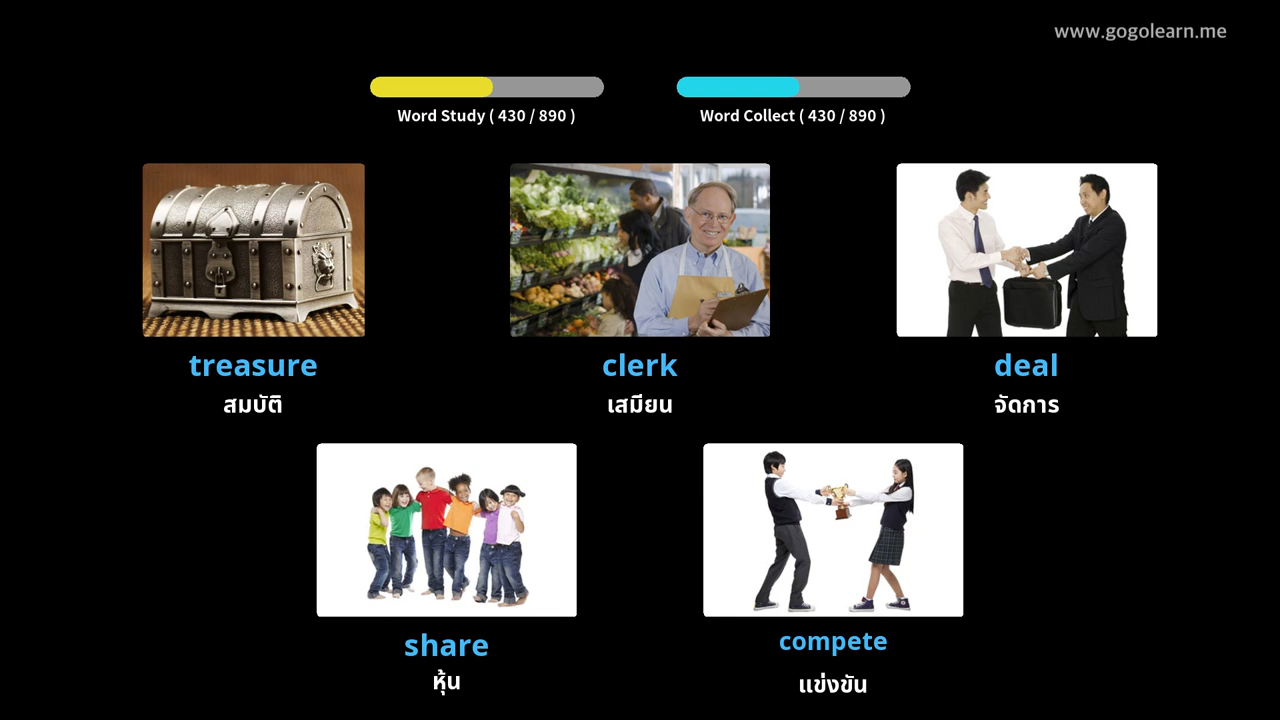 www.gogolearn.me
Word Study ( 430 / 890 )
Word Collect ( 430 / 890 )
treasure
สมบัติ
clerk
เสมียน
deal
จัดการ
share
หุ้น
compete
แข่งขัน